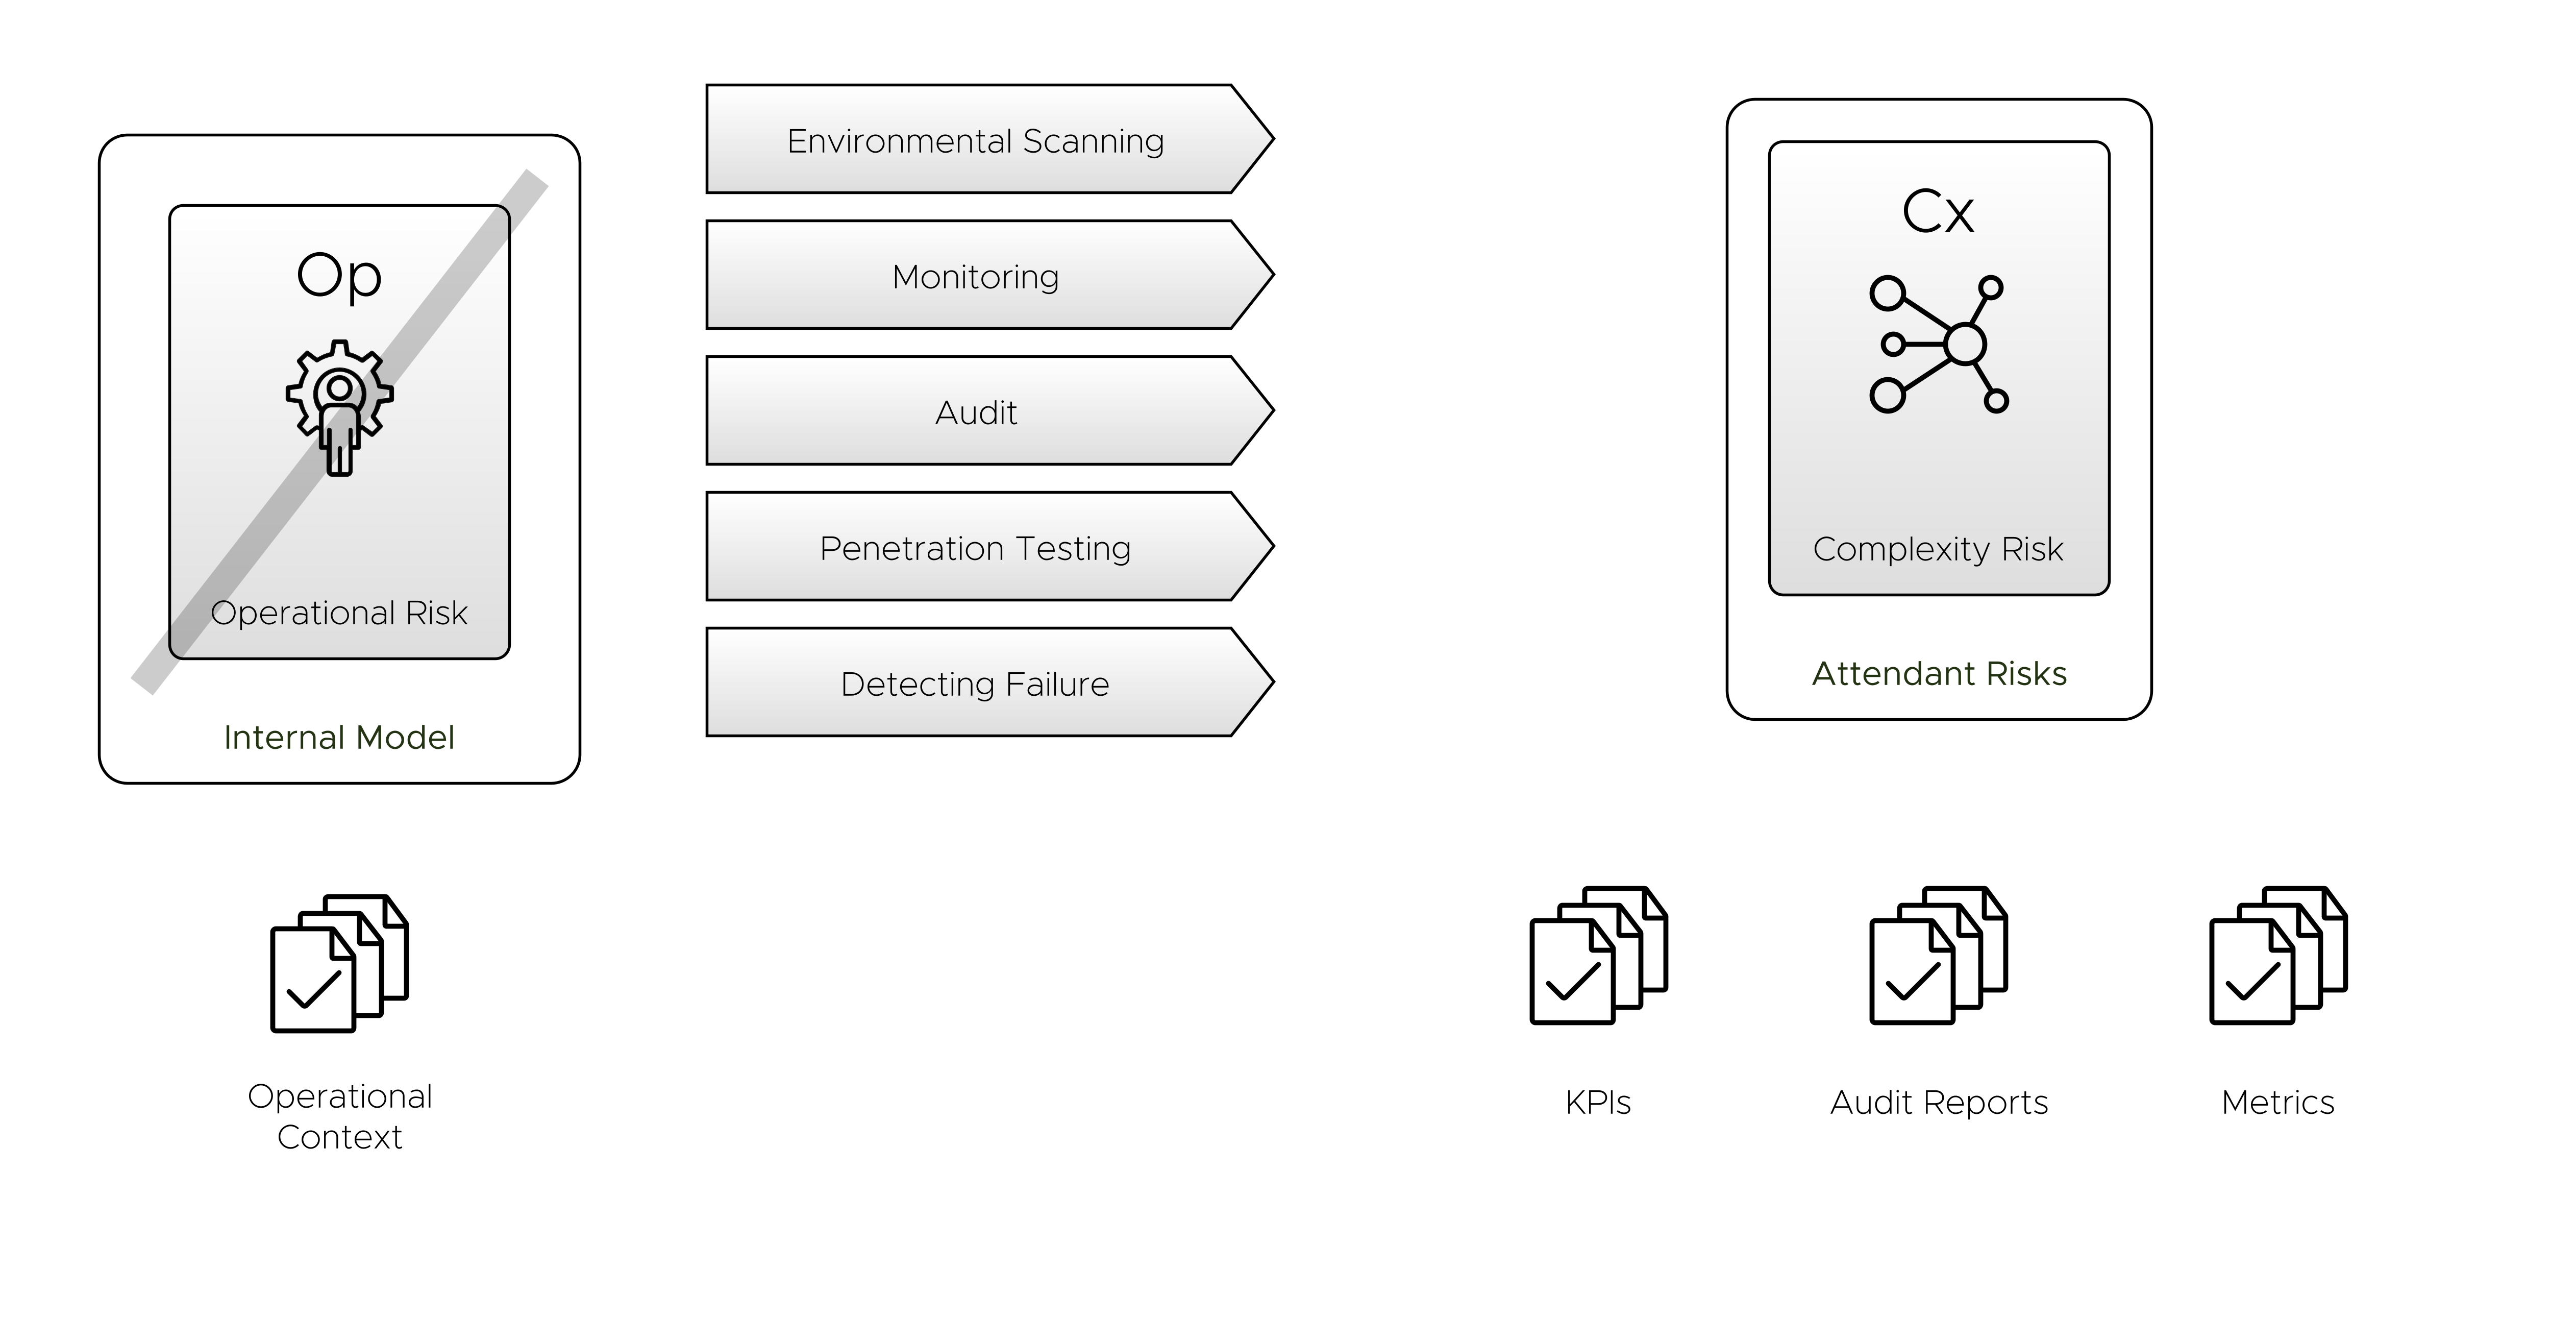 Op
Operational Risk
Internal Model
Environmental Scanning
Monitoring
Audit
Penetration Testing
Detecting Failure
Cx
Complexity Risk
Attendant Risks
Operational
Context
KPIs
Audit Reports
Metrics